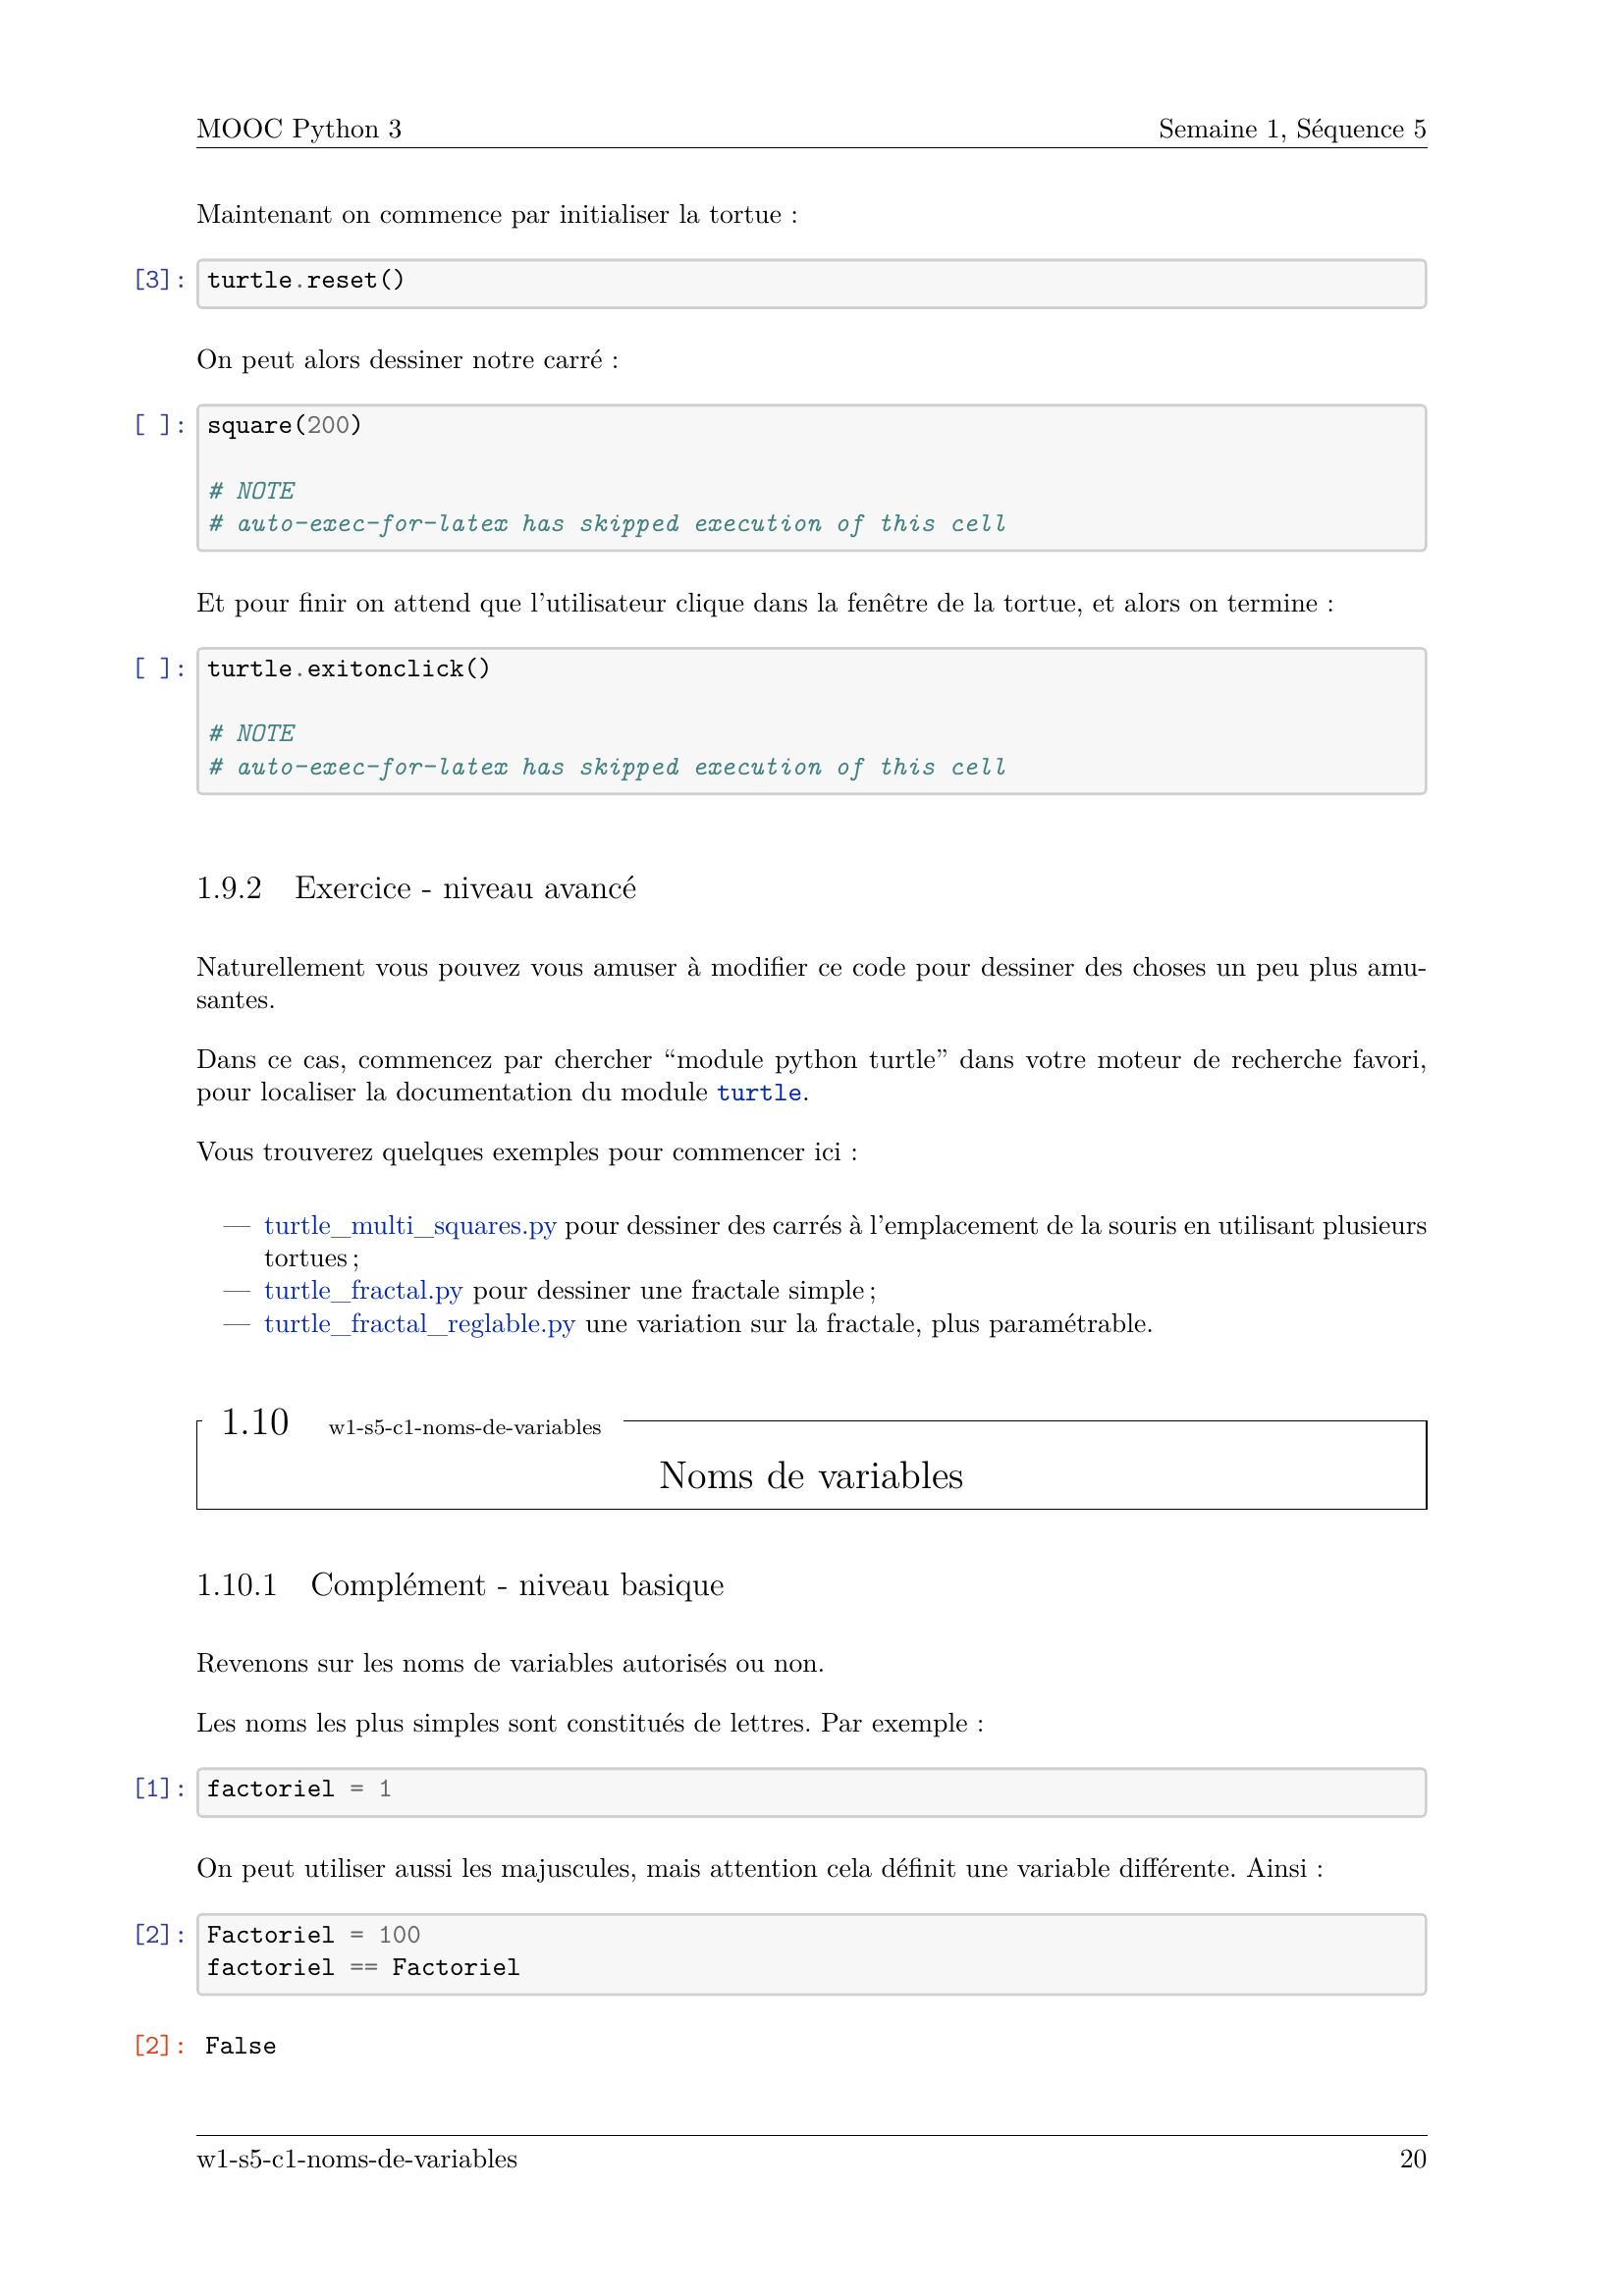 MOOC Python 3 Semaine 1, Séquence 5
Maintenant on commence par initialiser la tortue :
[3]: turtle.reset()
On peut alors dessiner notre carré :
[ ]: square(200)
# NOTE
# auto-exec-for-latex has skipped execution of this cell
Et pour finir on attend que l'utilisateur clique dans la fenêtre de la tortue, et alors on termine :
[ ]: turtle.exitonclick()
# NOTE
# auto-exec-for-latex has skipped execution of this cell
1.9.2 Exercice - niveau avancé
Naturellement vous pouvez vous amuser à modifier ce code pour dessiner des choses un peu plus amu-
santes.
Dans ce cas, commencez par chercher “module python turtle” dans votre moteur de recherche favori,
pour localiser la documentation du module turtle.
Vous trouverez quelques exemples pour commencer ici :
— turtle_multi_squares.py pour dessiner des carrés à l'emplacement de la souris en utilisant plusieurs
tortues ;
— turtle_fractal.py pour dessiner une fractale simple ;
— turtle_fractal_reglable.py une variation sur la fractale, plus paramétrable.
1.10 w1-s5-c1-noms-de-variables
Noms de variables
1.10.1 Complément - niveau basique
Revenons sur les noms de variables autorisés ou non.
Les noms les plus simples sont constitués de lettres. Par exemple :
[1]: factoriel = 1
On peut utiliser aussi les majuscules, mais attention cela définit une variable différente. Ainsi :
[2]: Factoriel = 100
factoriel == Factoriel
[2]: False
w1-s5-c1-noms-de-variables 20